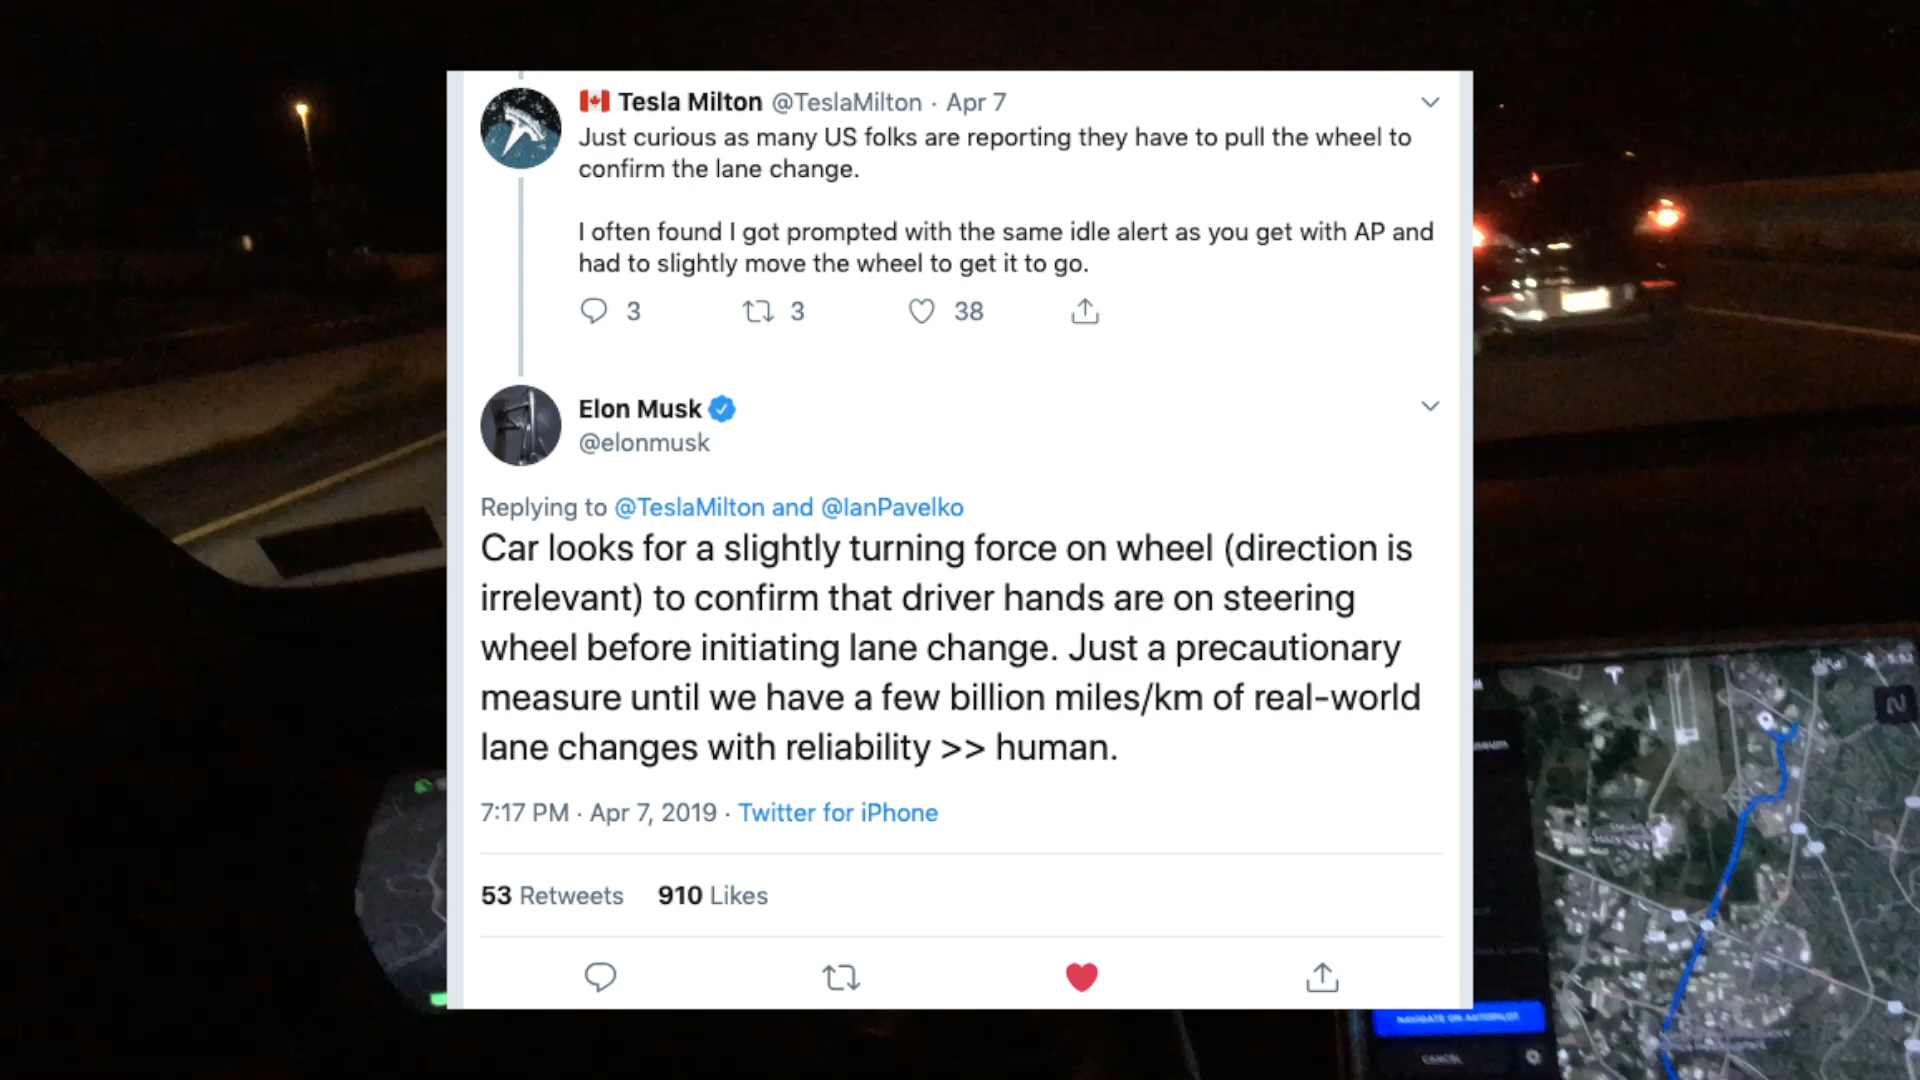 Tesla Milton @TeslaMilton · Apr 7
Just curious as many US folks are reporting they have to pull the wheel to
confirm the lane change.
I often found I got prompted with the same idle alert as you get with AP and
had to slightly move the wheel to get it to go.
3 3 38
Elon Musk
@elonmusk
Replying to @TeslaMilton and @IanPavelko
Car looks for a slightly turning force on wheel (direction is
irrelevant) to confirm that driver hands are on steering
wheel before initiating lane change. Just a precautionary
measure until we have a few billion miles/km of real-world
lane changes with reliability >> human.
7:17 PM · Apr 7, 2019 · Twitter for iPhone
53 Retweets 910 Likes
NAVIGATE ON AUTOPILOT
CANCEL